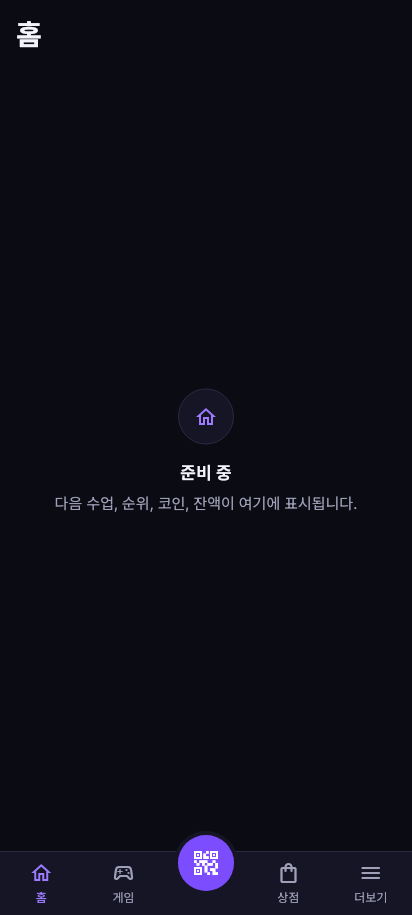 홈
준비 중
다음 수업, 순위, 코인, 잔액이 여기에 표시됩니다.
홈
게임
상점
더보기